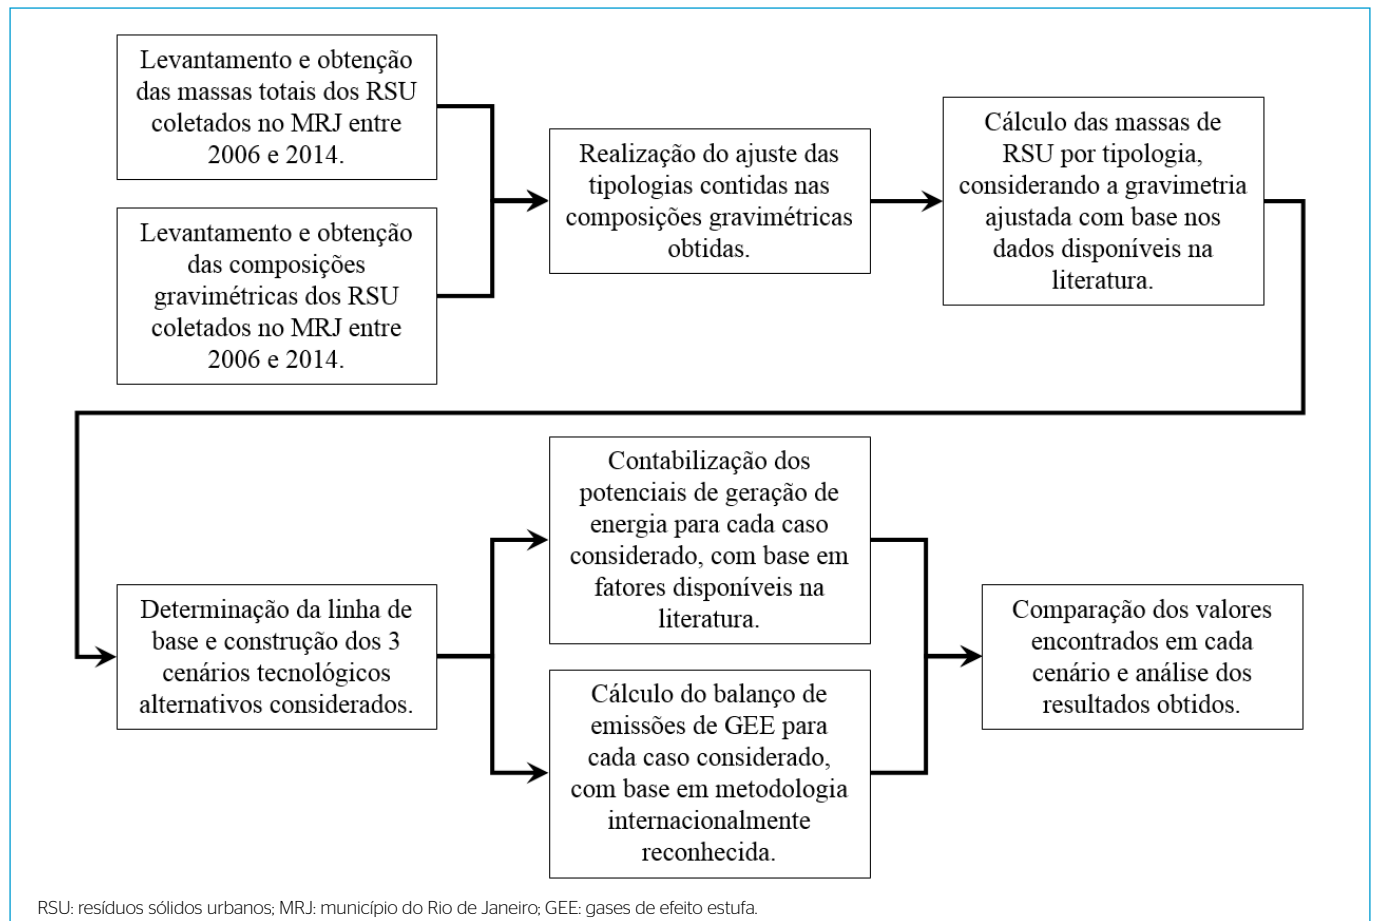 Levantamento e obtenção
das massas totais dos RSU
coletados no MRJ entre
2006 e 2014.
Levantamento e obtenção
das composições
gravimétricas dos RSU
coletados no MRJ entre
2006 e 2014.
Realização do ajuste das
tipologias contidas nas
composições gravimétricas
obtidas.
Cálculo das massas de
RSU por tipologia,
considerando a gravimetria
ajustada com base nos
dados disponíveis na
literatura.
Determinação da linha de
base e construção dos 3
cenários tecnológicos
alternativos considerados.
Contabilização dos
potenciais de geração de
energia para cada caso
considerado, com base em
fatores disponíveis na
literatura.
Cálculo do balanço de
emissões de GEE para
cada caso considerado,
com base em metodologia
internacionalmente
reconhecida.
Comparação dos valores
encontrados em cada
cenário e análise dos
resultados obtidos.
RSU: resíduos sólidos urbanos; MRJ: município do Rio de Janeiro; GEE: gases de efeito estufa.